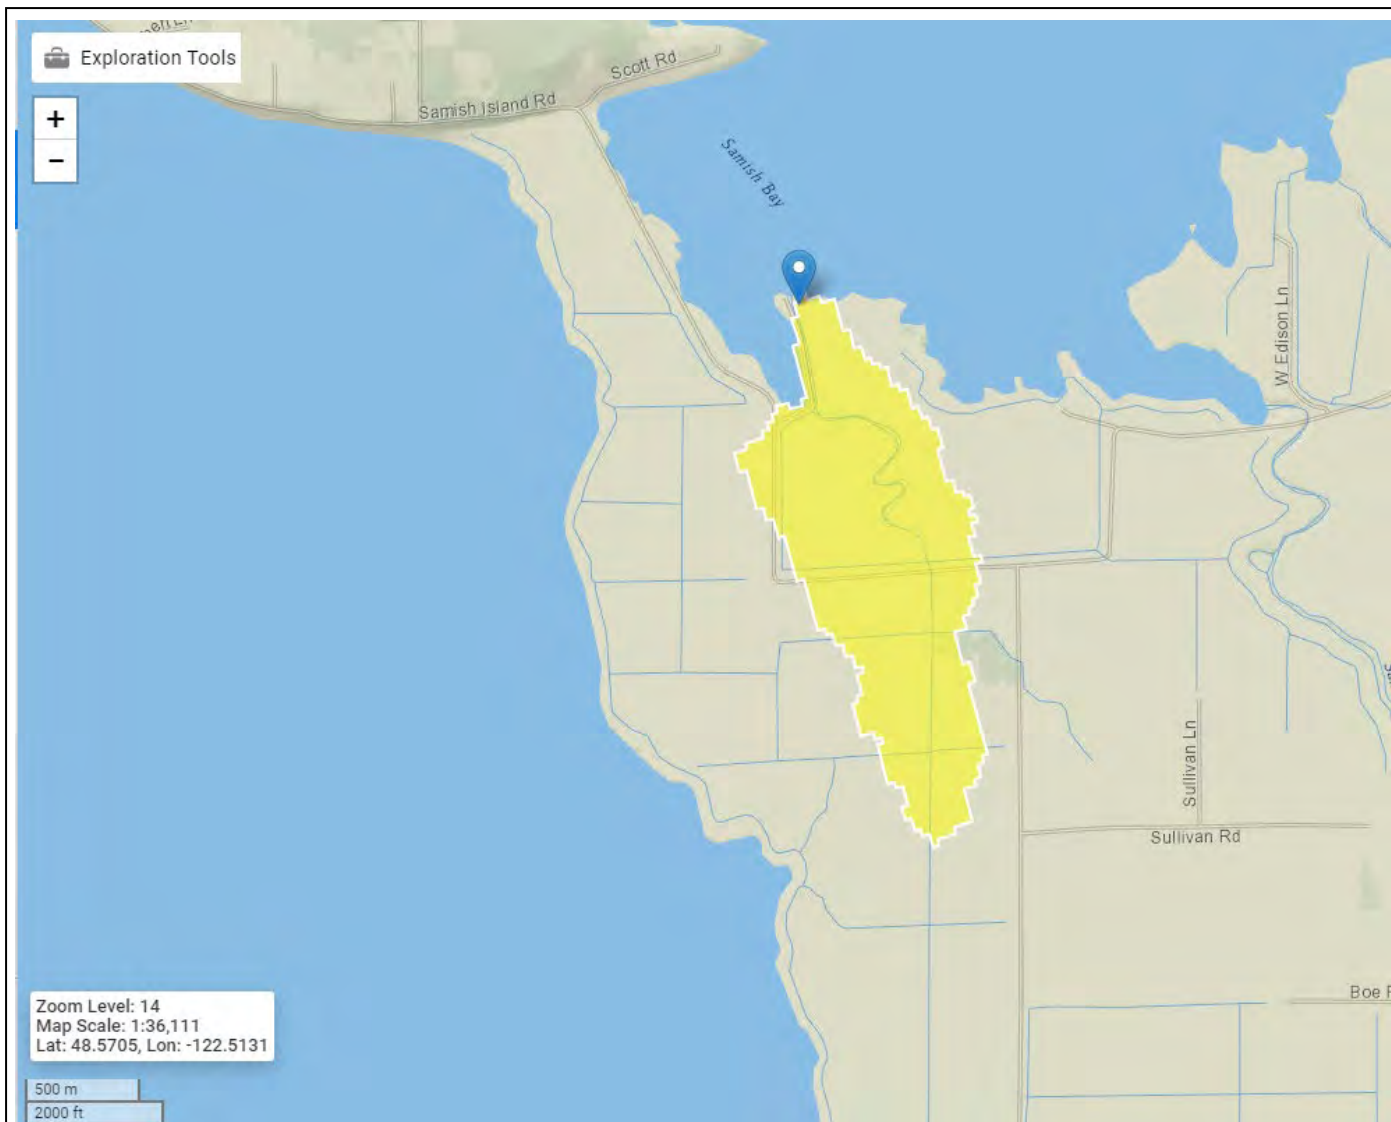 Exploration Tools
+
−
Scott Rd
Samish Island Rd
Samish Bay
W Edison Ln
Sullivan Ln
Sullivan Rd
Boe
Zoom Level: 14
Map Scale: 1:36,111
Lat: 48.5705, Lon: -122.5131
500 m
2000 ft